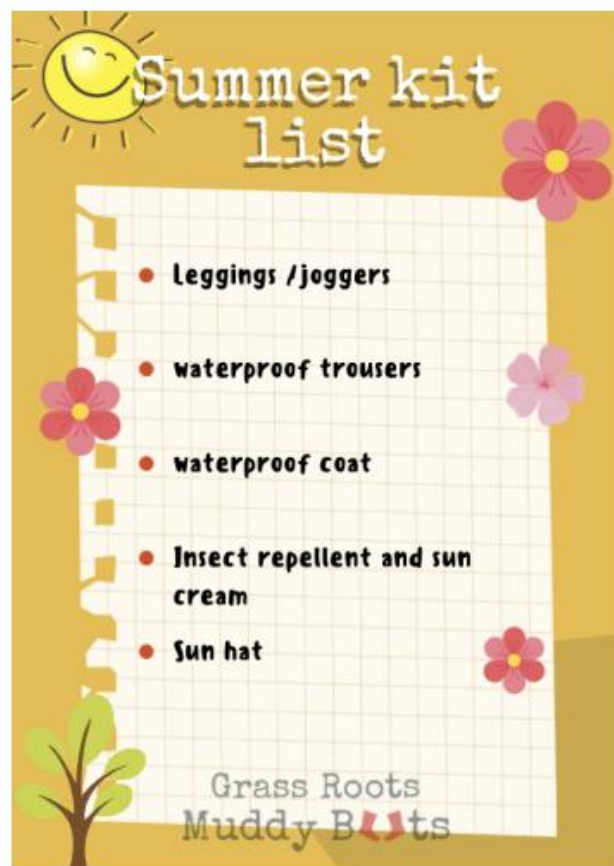 Summer kit
list
Leggings /joggers
waterproof trousers
waterproof coat
Insect repellent and sun
cream
Sun hat
Grass Roots
Muddy Boots